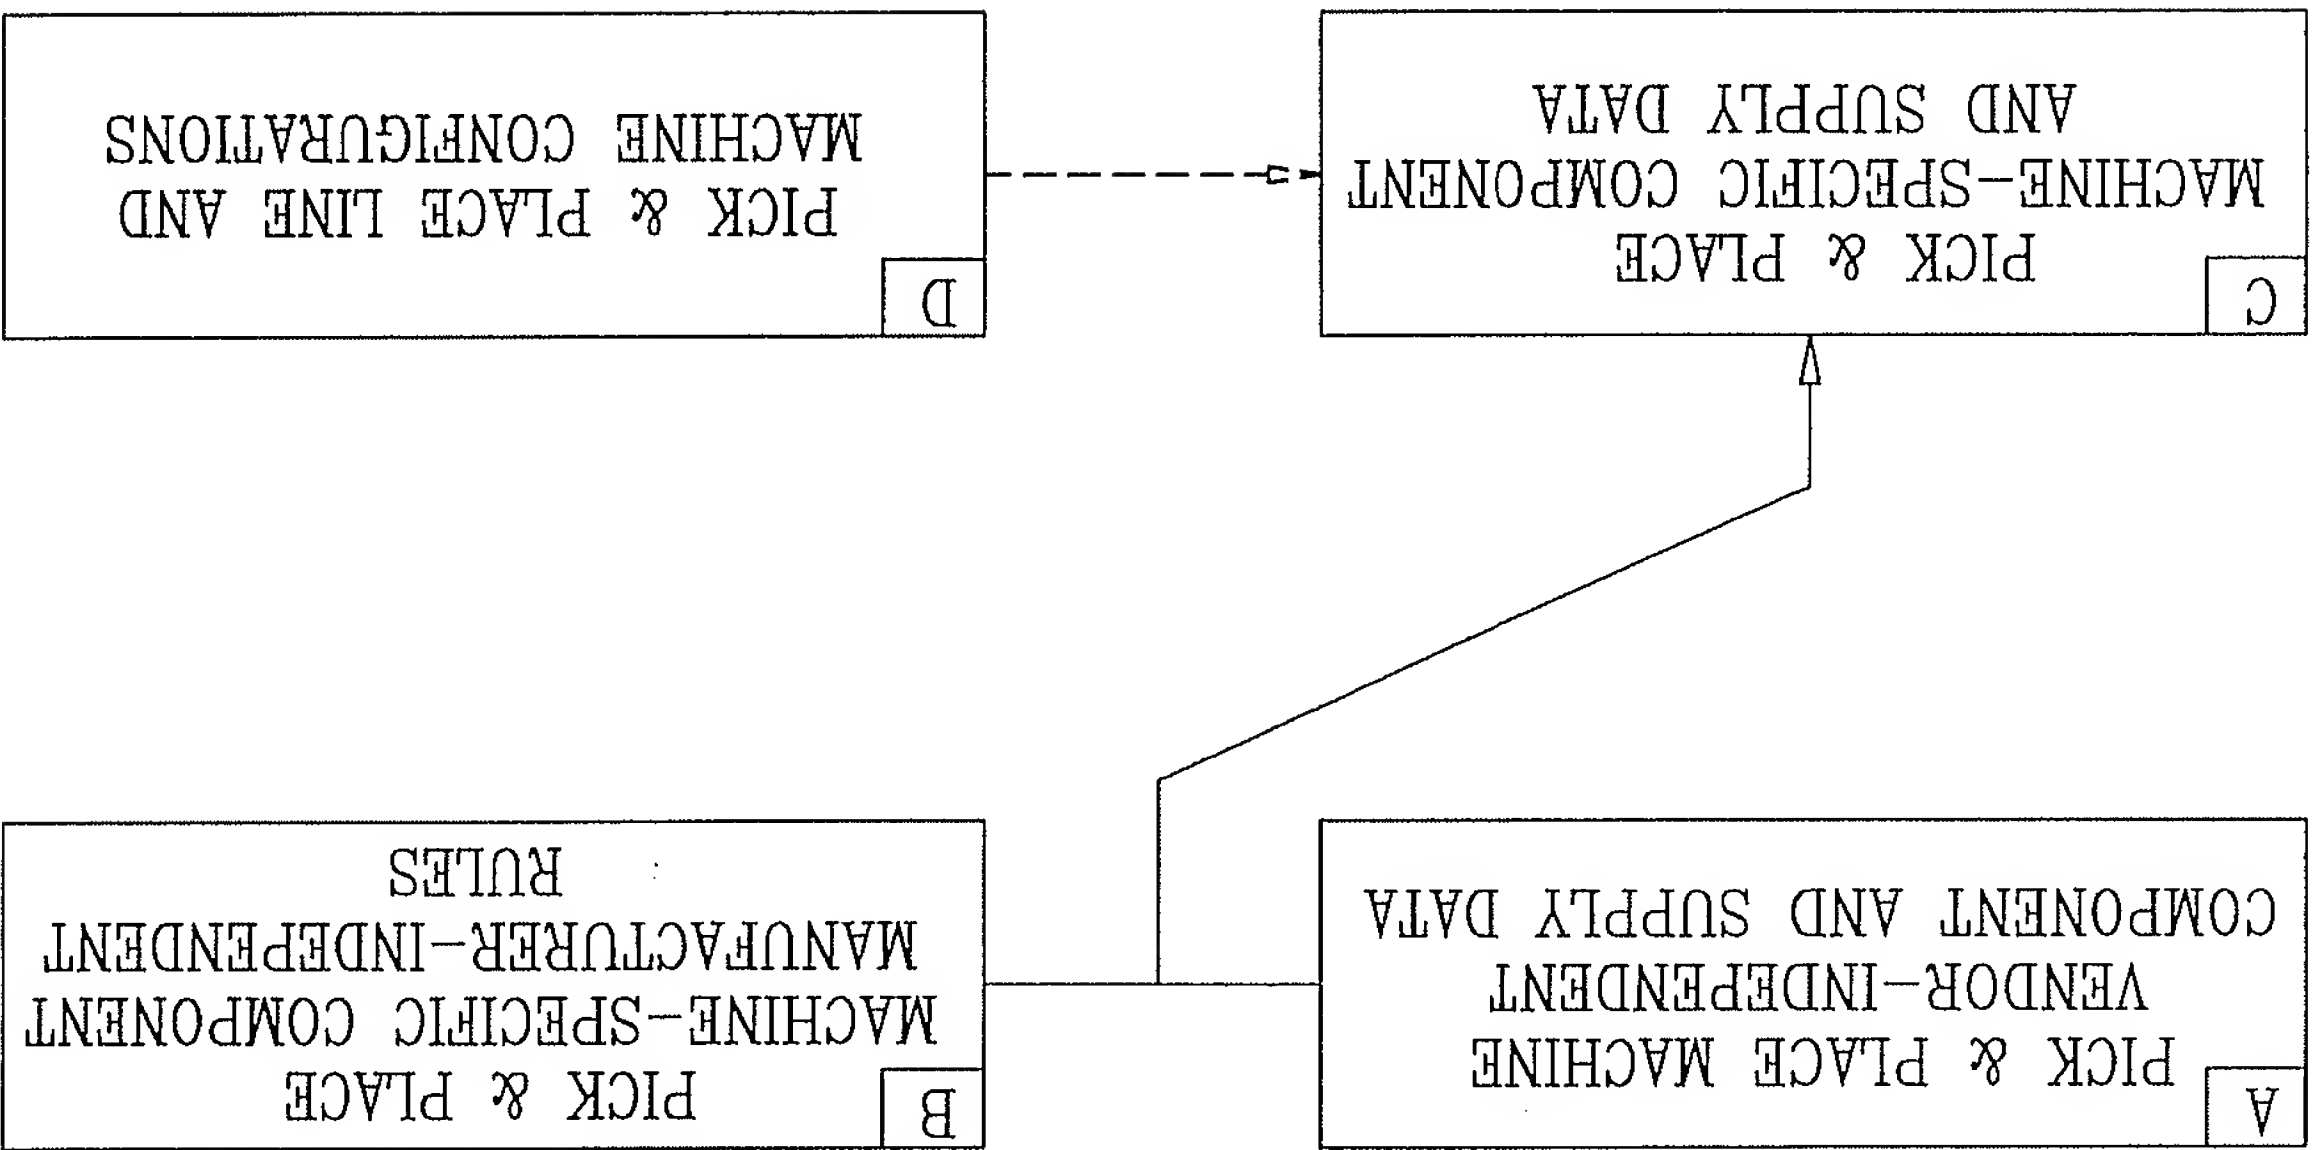 A
PICK & PLACE MACHINE
VENDOR-INDEPENDENT
COMPONENT AND SUPPLY DATA
B
PICK & PLACE
MACHINE-SPECIFIC COMPONENT
MANUFACTURER-INDEPENDENT
RULES
C
PICK & PLACE
MACHINE-SPECIFIC COMPONENT
AND SUPPLY DATA
D
PICK & PLACE LINE AND
MACHINE CONFIGURATIONS